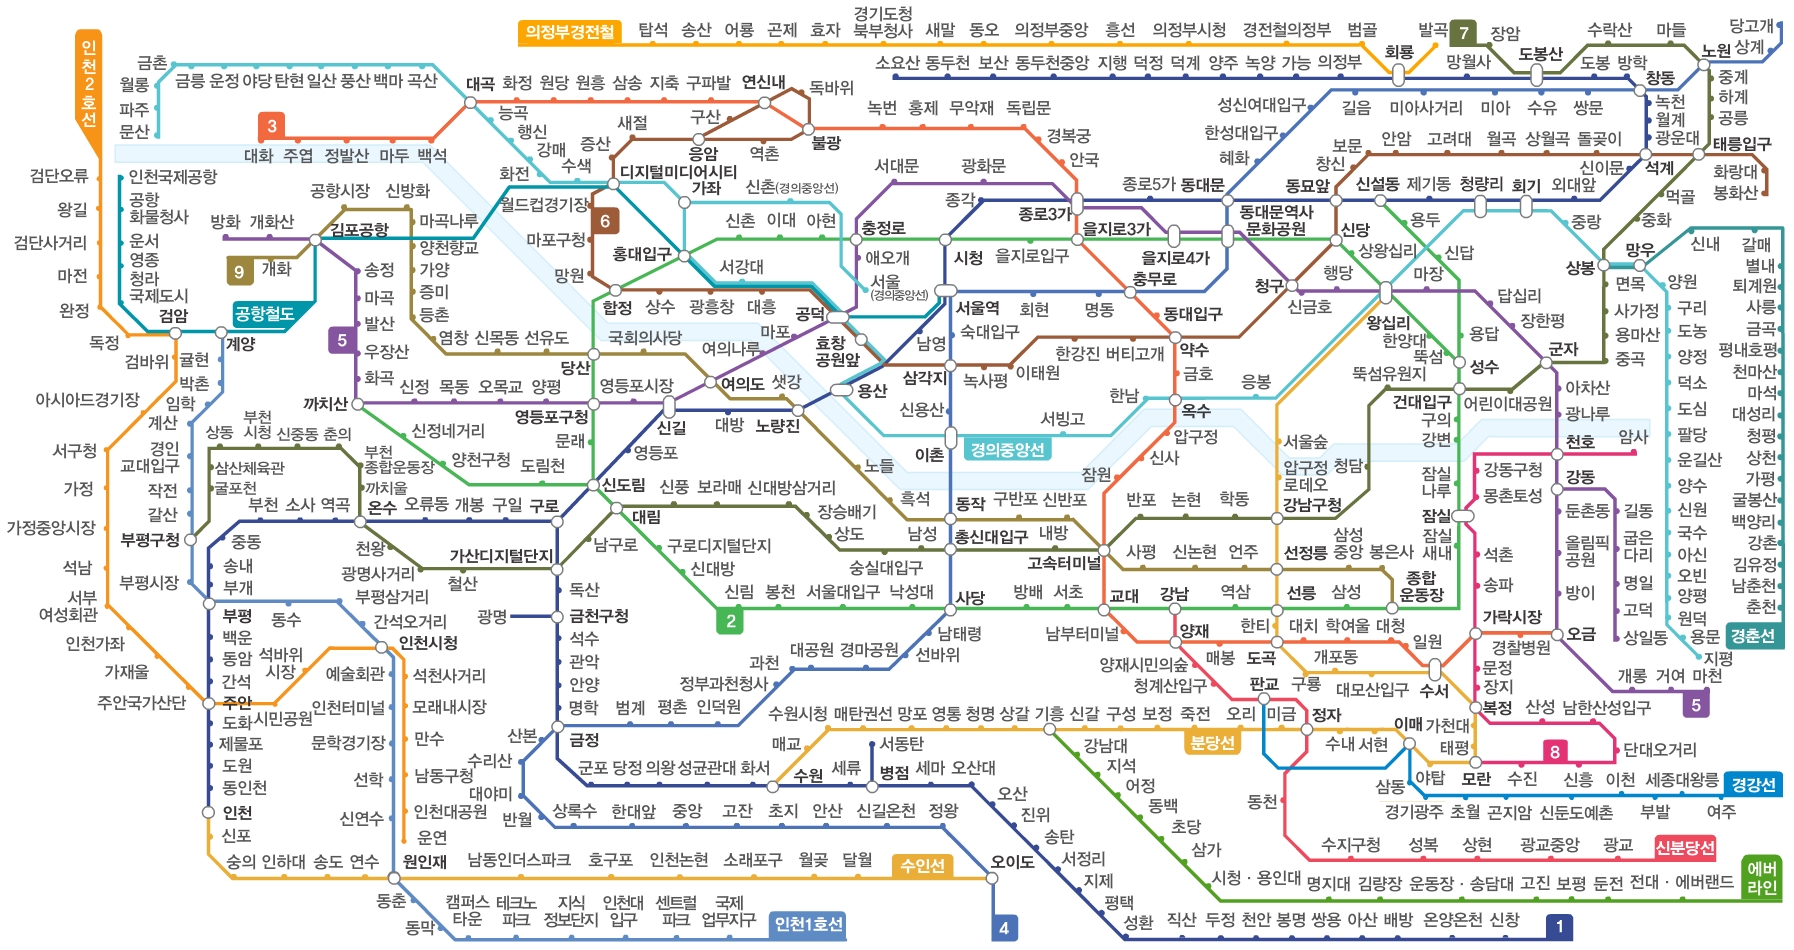 인천2호선
의정부경전철
탑석 송산 어룡 곤제 효자 경기도청북부청사 새말 동오 의정부중앙 흥선 의정부시청 경전철의정부 범골 회룡 발곡
7
장암 도봉산 수락산 마들 노원
당고개
상계
소요산 동두천 보산 동두천중앙 지행 덕정 덕계 양주 녹양 가능 의정부 망월사 도봉 방학 창동
금촌
월롱
파주
문산
금릉 운정 야당 탄현 일산 풍산 백마 곡산 대곡
화정 원당 원흥 삼송 지축 구파발 연신내 독바위
3
대화 주엽 정발산 마두 백석
능곡
행신
강매
수색
화전
증산
새절
구산
응암
역촌
불광
녹번 홍제 무악재 독립문
경복궁
안국
성신여대입구
한성대입구
혜화
길음 미아사거리 미아 수유 쌍문
녹천
월계
광운대
중계
하계
공릉
태릉입구
화랑대
봉화산
보문
창신
안암 고려대 월곡 상월곡 돌곶이
석계
신이문
먹골
중화
검단오류
왕길
검단사거리
마전
완정
독정
인천국제공항
공항
화물청사
운서
영종
청라
국제도시
검암
계양
공항철도
방화 개화산
공항시장 신방화
김포공항
9
개화
마곡나루
양천향교
가양
증미
등촌
송정
마곡
발산
5
우장산
화곡
까치산
디지털미디어시티
가좌
월드컵경기장
6
마포구청
망원
홍대입구
합정
신촌(경의중앙선)
신촌 이대 아현
서강대
서대문 광화문
충정로
애오개
서울
(경의중앙선)
종각
시청
을지로입구
종로3가
종로5가 동대문
을지로3가
을지로4가
동대문역사
문화공원
동묘앞
신설동 제기동 청량리 회기 외대앞
용두
신답
중랑
신당
상왕십리
청구
행당
신금호
마장
왕십리
한양대
뚝섬
용답
답십리
장한평
군자
상봉
망우
신내
갈매
별내
퇴계원
사릉
금곡
평내호평
천마산
마석
대성리
청평
상천
가평
굴봉산
백양리
강촌
김유정
남춘천
춘천
경춘선
양원
구리
도농
양정
덕소
도심
팔당
운길산
양수
신원
국수
아신
오빈
양평
원덕
용문
지평
면목
사가정
용마산
중곡
상수 광흥창 대흥 공덕
마포
여의나루
효창
공원앞
서울역
회현 명동 충무로
동대입구
약수
금호
옥수
숙대입구
남영
삼각지
녹사평 이태원 한강진 버티고개
신용산
용산
이촌
경의중앙선
서빙고
한남
응봉
압구정
신사
잠원
검바위
귤현
박촌
임학
계산
경인
교대입구
작전
갈산
부평구청
부평시장
아시아드경기장
서구청
가정
가정중앙시장
석남
서부
여성회관
인천가좌
가재울
주안국가산단
염창 신목동 선유도 당산 국회의사당 여의도 샛강
신정 목동 오목교 양평 영등포구청 영등포시장 신길 대방 노량진
노들
흑석
문래
영등포
신도림
신정네거리
양천구청
도림천
상동 부천시청 신중동 춘의
부천
종합운동장
까치울
삼산체육관
굴포천
부천 소사 역곡 온수 오류동 개봉 구일 구로
중동
송내
부개
부평
천왕
광명사거리
철산
가산디지털단지
남구로
대림
신풍 보라매 신대방삼거리 장승배기
상도
숭실대입구
남성
구로디지털단지
신대방
신림 봉천 서울대입구 낙성대 사당
2
동작 구반포 신반포
총신대입구
내방
고속터미널
방배 서초 교대
반포 논현 학동 강남구청
사평 신논현 언주 선정릉
삼성
중앙 봉은사
종합
운동장
강남 역삼 선릉 삼성
서울숲
압구정
로데오
청담
뚝섬유원지
건대입구
성수
어린이대공원
구의
강변
잠실
나루
잠실
잠실
새내
아차산
광나루
천호
암사
강동
강동구청
몽촌토성
둔촌동
올림픽
공원
방이
오금
길동
굽은
다리
명일
고덕
상일동
석촌
송파
가락시장
경찰병원
문정
장지
복정
개롱 거여 마천
5
산성 남한산성입구
단대오거리
8
신흥
수진
모란
태평
가천대
남부터미널
양재
매봉
도곡
한티
대치 학여울 대청
일원
수서
구룡
개포동
대모산입구
양재시민의숲
청계산입구
판교
동수
부평삼거리
간석오거리
인천시청
백운
동암
간석
주안
도화
제물포
도원
동인천
인천
신포
석바위
시장
시민공원
예술회관
인천터미널
문학경기장
선학
신연수
원인재
석천사거리
모래내시장
만수
남동구청
인천대공원
운연
광명
독산
금천구청
석수
관악
안양
명학
금정
범계 평촌 인덕원
정부과천청사
과천
대공원 경마공원
선바위
남태령
산본
수리산
대야미
반월
상록수 한대앞 중앙 고잔 초지 안산 신길온천 정왕
오이도
4
군포 당정 의왕 성균관대 화서 수원 세류 병점 세마 오산대
서동탄
매교
수원시청 매탄권선 망포 영통 청명 상갈 기흥 신갈 구성 보정 죽전 오리 미금 정자
분당선
수내 서현 이매
야탑
삼동
경기광주 초월 곤지암 신둔도예촌 이천 부발 세종대왕릉 여주
경강선
동천
수지구청 성복 상현 광교중앙 광교
신분당선
강남대
지석
어정
동백
초당
삼가
시청·용인대 명지대 김량장 운동장·송담대 고진 보평 둔전 전대·에버랜드
에버
라인
오산
진위
송탄
서정리
지제
평택
성환
직산 두정 천안 봉명 쌍용 아산 배방 온양온천 신창
1
숭의 인하대 송도 연수
남동인더스파크 호구포 인천논현 소래포구 월곶 달월
수인선
동춘
동막
캠퍼스타운 테크노파크 지식정보단지 인천대입구 센트럴파크 국제업무지구
인천1호선